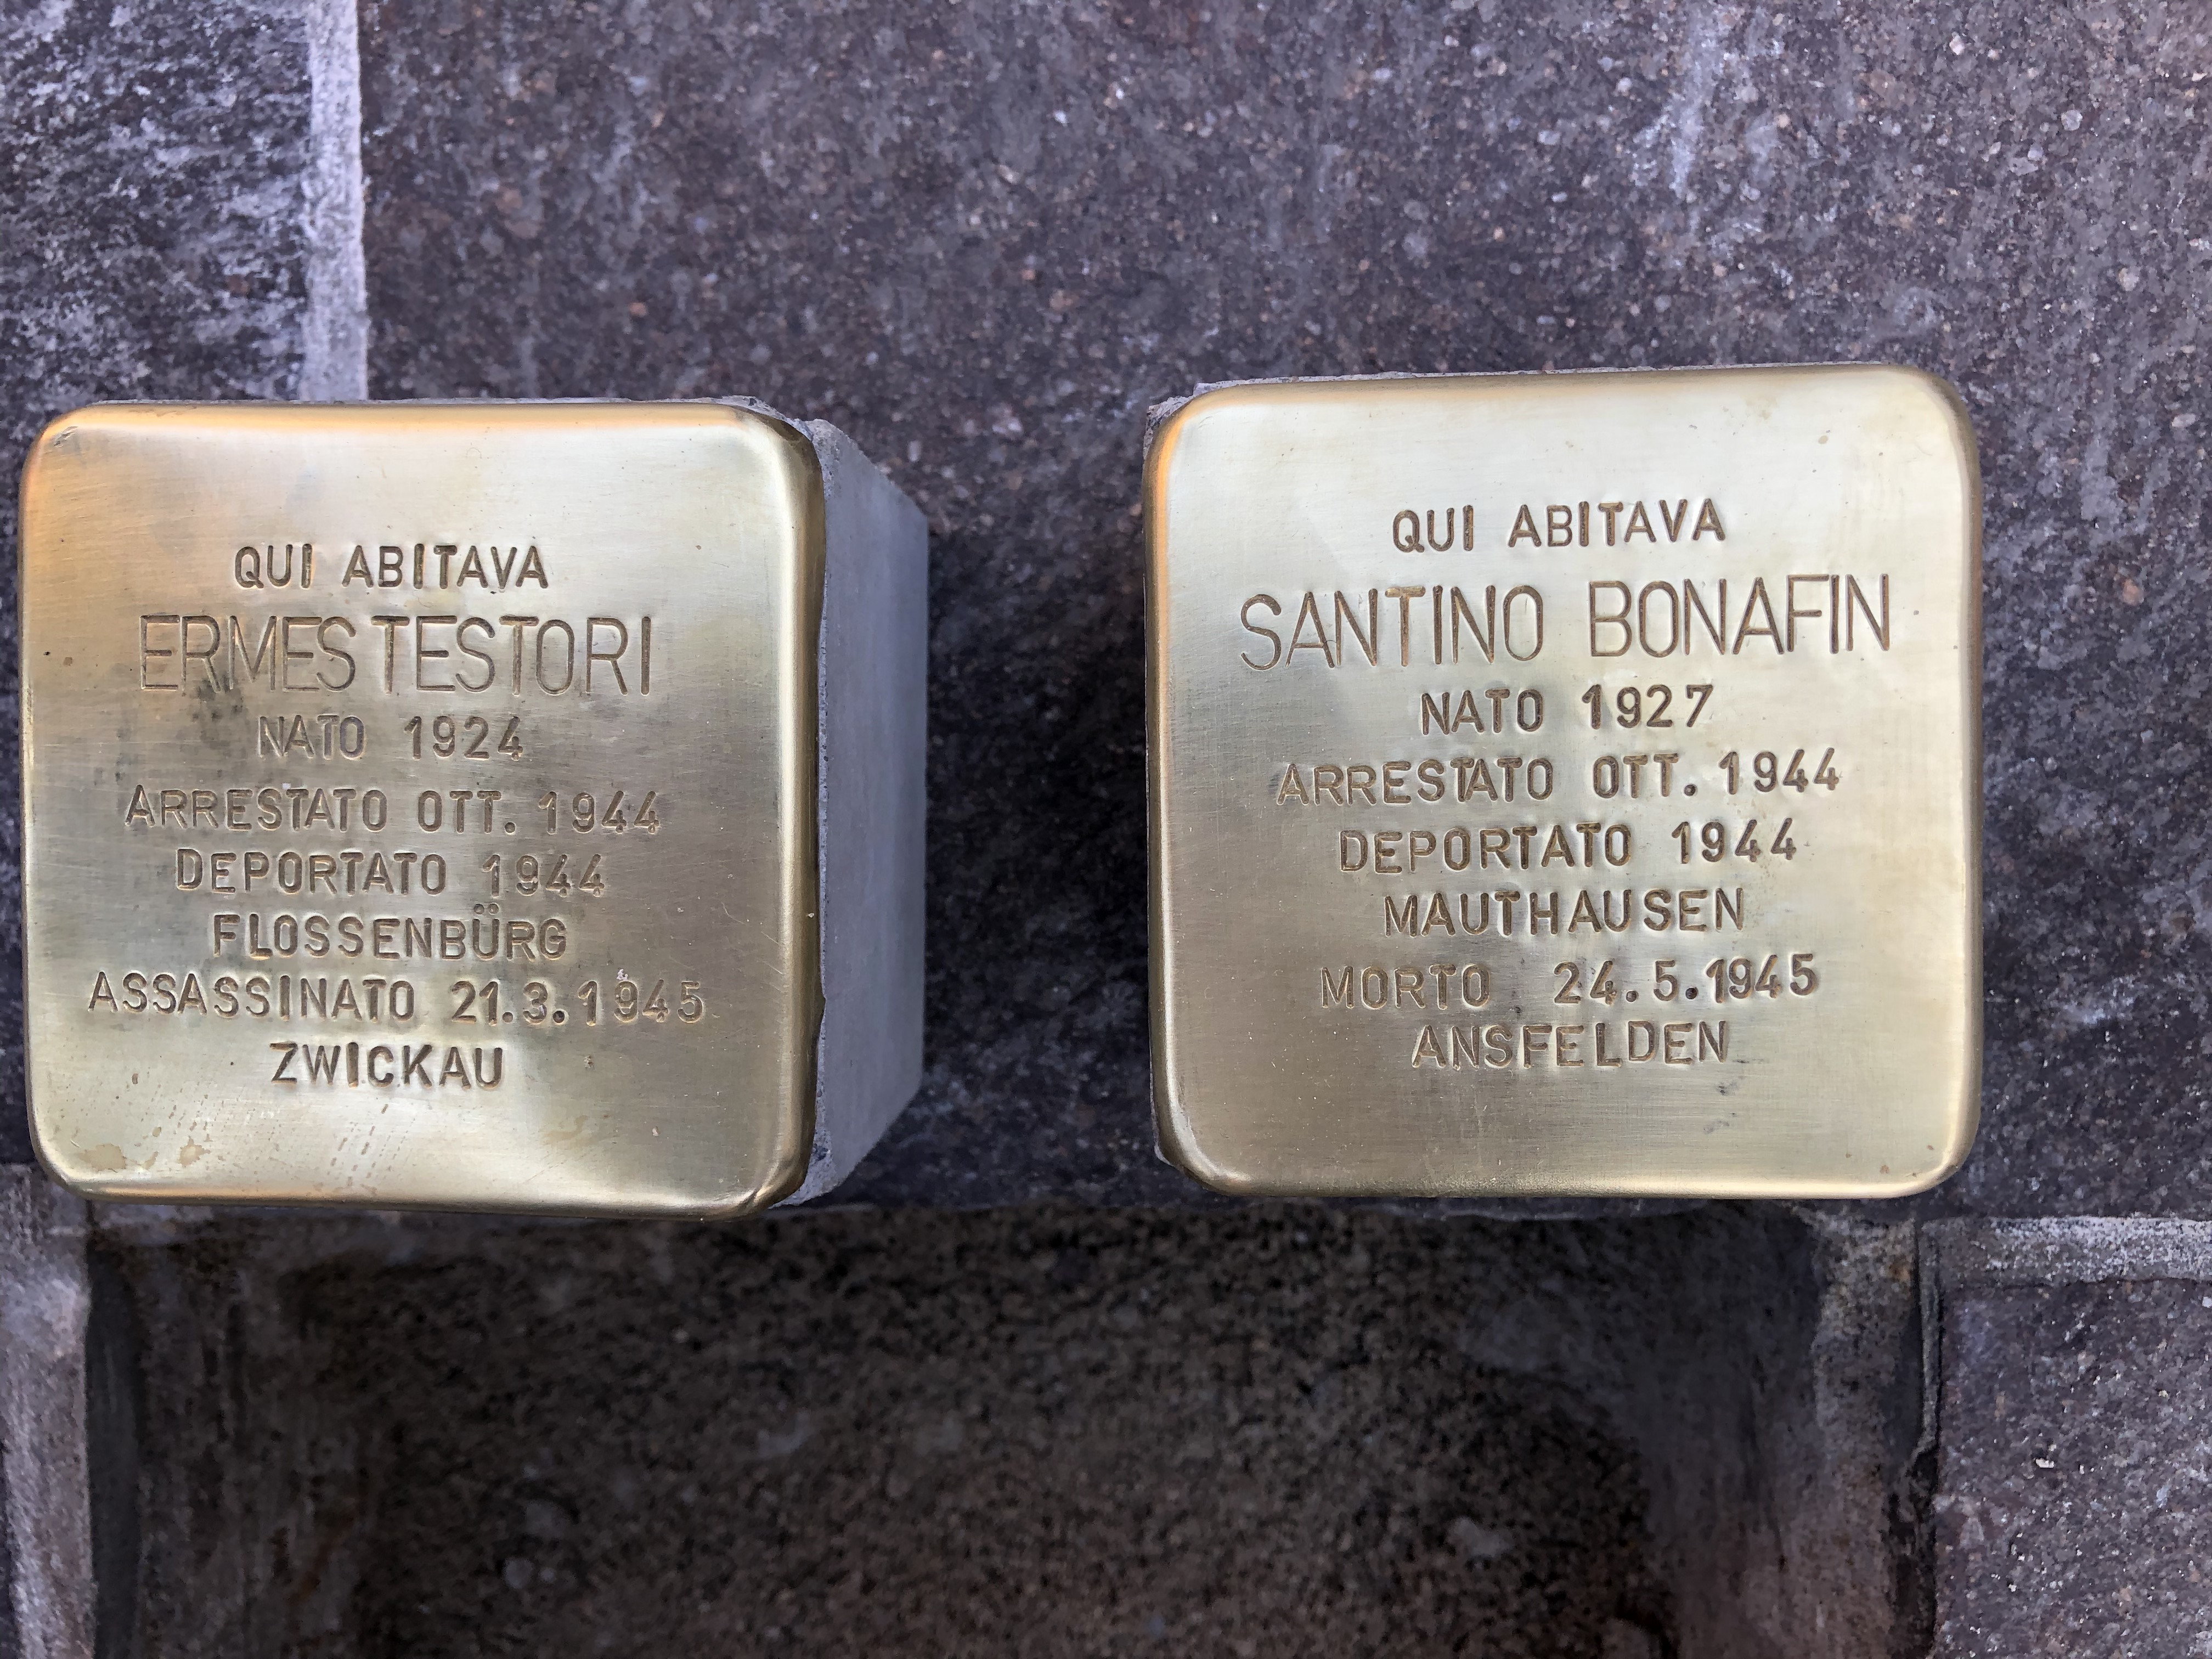 QUI ABITAVA
ERMES TESTORI
NATO 1924
ARRESTATO OTT. 1944
DEPORTATO 1944
FLOSSENBÜRG
ASSASSINATO 21.3.1945
ZWICKAU
QUI ABITAVA
SANTINO BONAFIN
NATO 1927
ARRESTATO OTT. 1944
DEPORTATO 1944
MAUTHAUSEN
MORTO 24.5.1945
ANSFELDEN